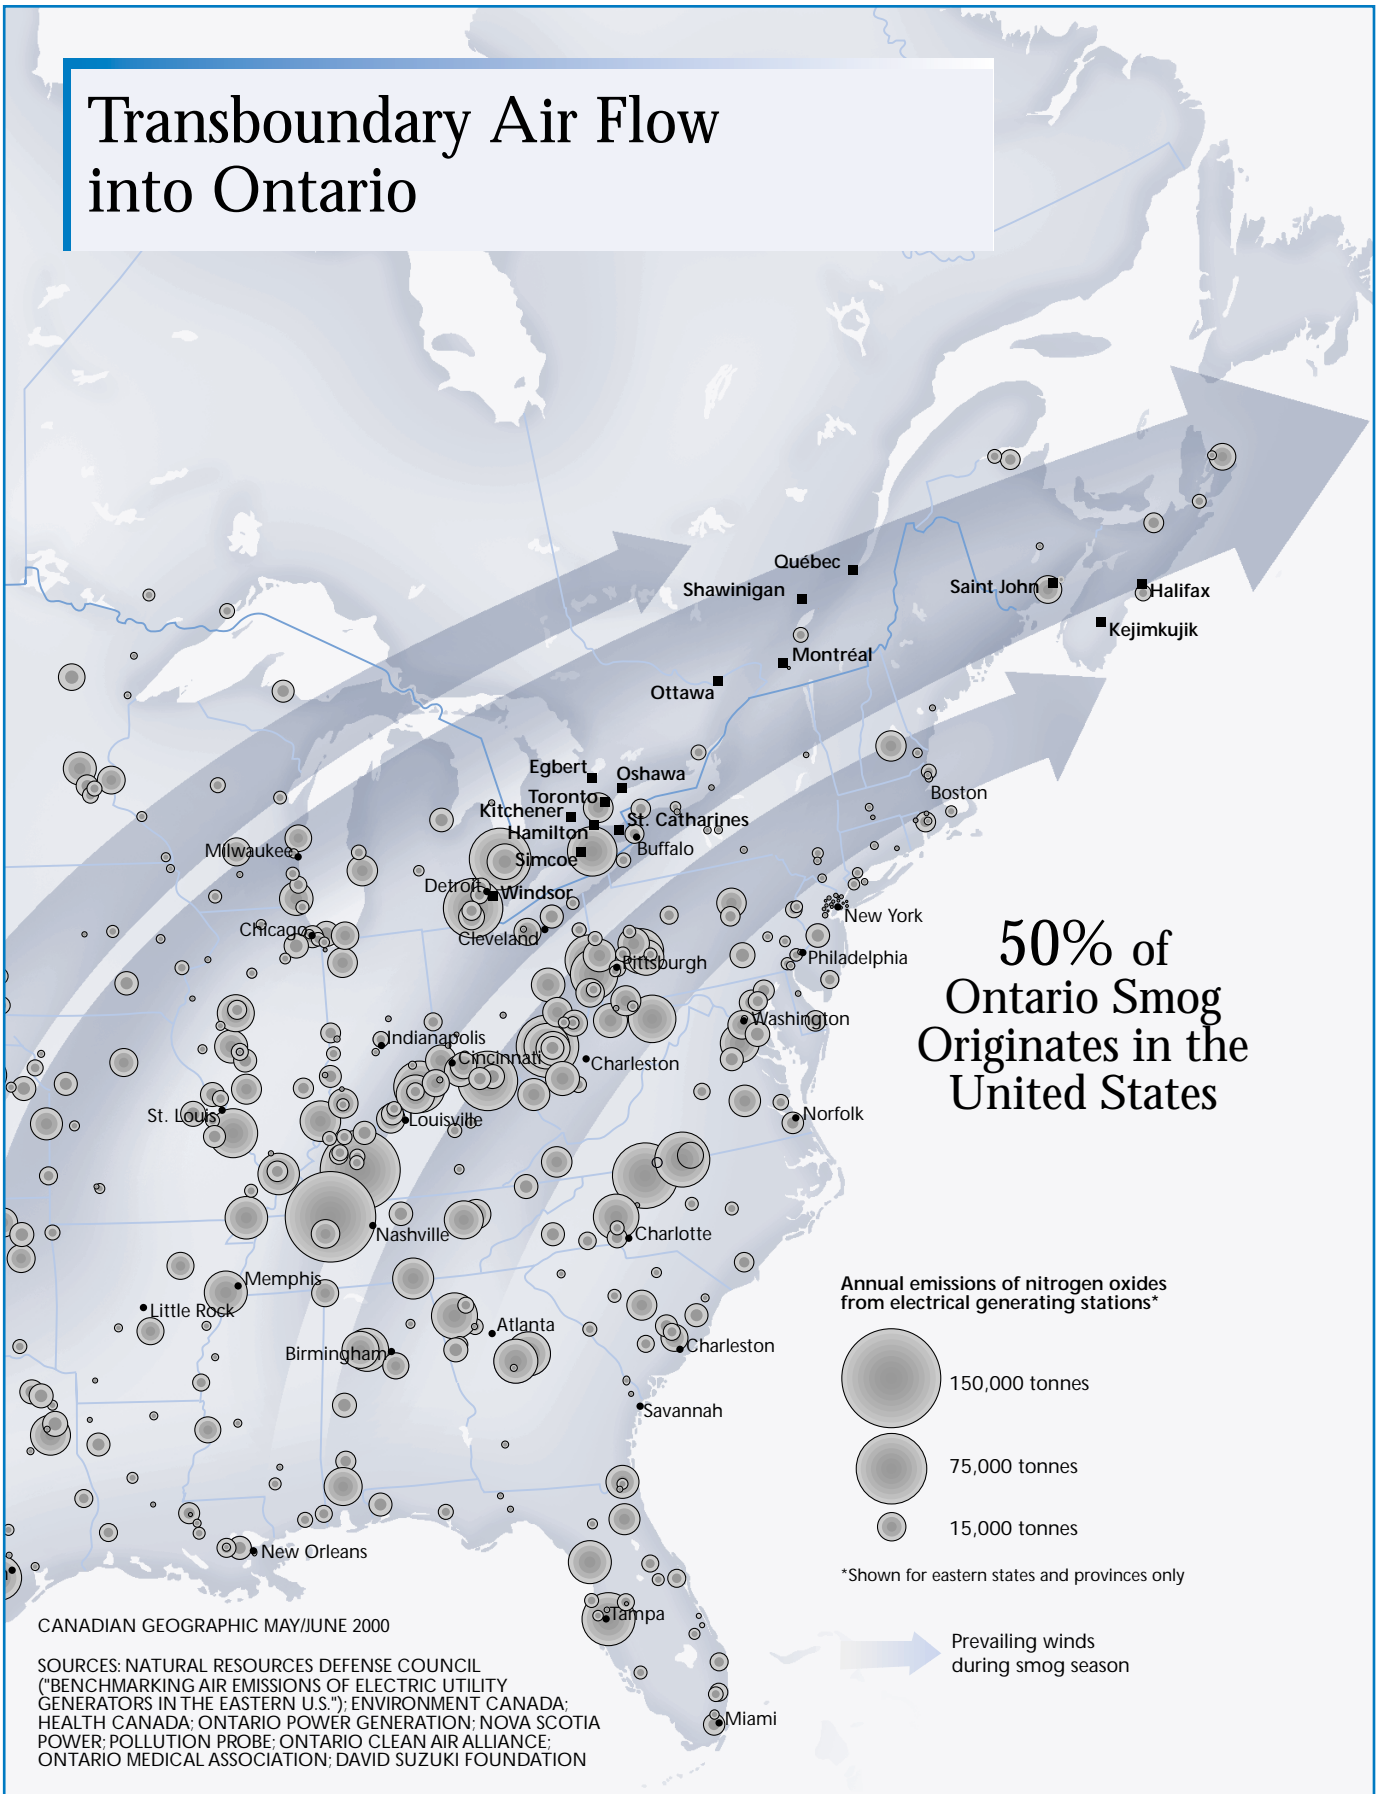 Transboundary Air Flow
into Ontario
Québec
Shawinigan
Saint John
Halifax
Kejimkujik
Montréal
Ottawa
Egbert
Oshawa
Toronto
Kitchener
St. Catharines
Hamilton
Buffalo
Simcoe
Boston
Milwaukee
Detroit
Windsor
New York
Chicago
Cleveland
Pittsburgh
Philadelphia
50% of
Ontario Smog
Originates in the
United States
Washington
Indianapolis
Cincinnati
Charleston
St. Louis
Louisville
Norfolk
Nashville
Charlotte
Memphis
Little Rock
Atlanta
Birmingham
Charleston
Savannah
New Orleans
Tampa
Miami
Annual emissions of nitrogen oxides
from electrical generating stations*
150,000 tonnes
75,000 tonnes
15,000 tonnes
*Shown for eastern states and provinces only
Prevailing winds
during smog season
CANADIAN GEOGRAPHIC MAY/JUNE 2000
SOURCES: NATURAL RESOURCES DEFENSE COUNCIL
("BENCHMARKING AIR EMISSIONS OF ELECTRIC UTILITY
GENERATORS IN THE EASTERN U.S."); ENVIRONMENT CANADA;
HEALTH CANADA; ONTARIO POWER GENERATION; NOVA SCOTIA
POWER; POLLUTION PROBE; ONTARIO CLEAN AIR ALLIANCE;
ONTARIO MEDICAL ASSOCIATION; DAVID SUZUKI FOUNDATION